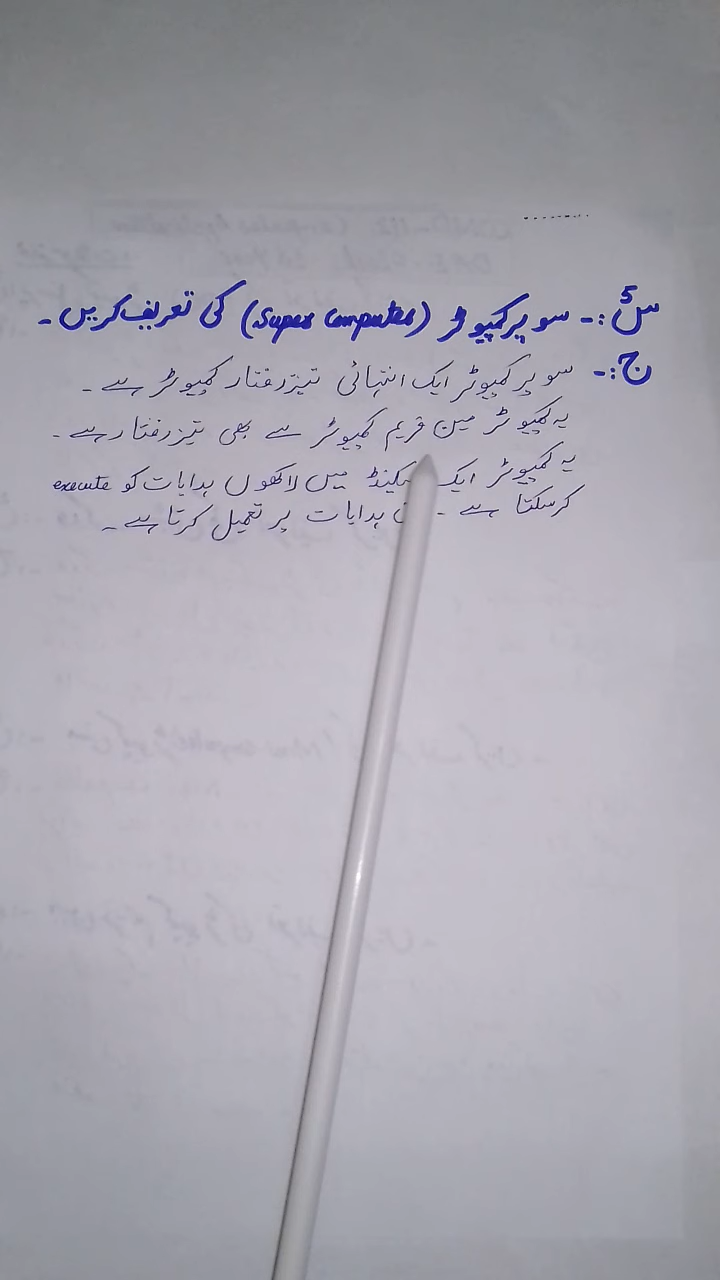 س5:۔ سوپر کمپیوٹر (Super Computer) کی تعریف کریں۔
ج:۔ سوپر کمپیوٹر ایک انتہائی تیز رفتار کمپیوٹر ہے۔
یہ کمپیوٹر مین فریم کمپیوٹر سے بھی تیز رفتار ہے۔
یہ کمپیوٹر ایک سیکنڈ میں لاکھوں ہدایات کو execute
کر سکتا ہے۔ ہدایات پر تعمیل کرتا ہے۔